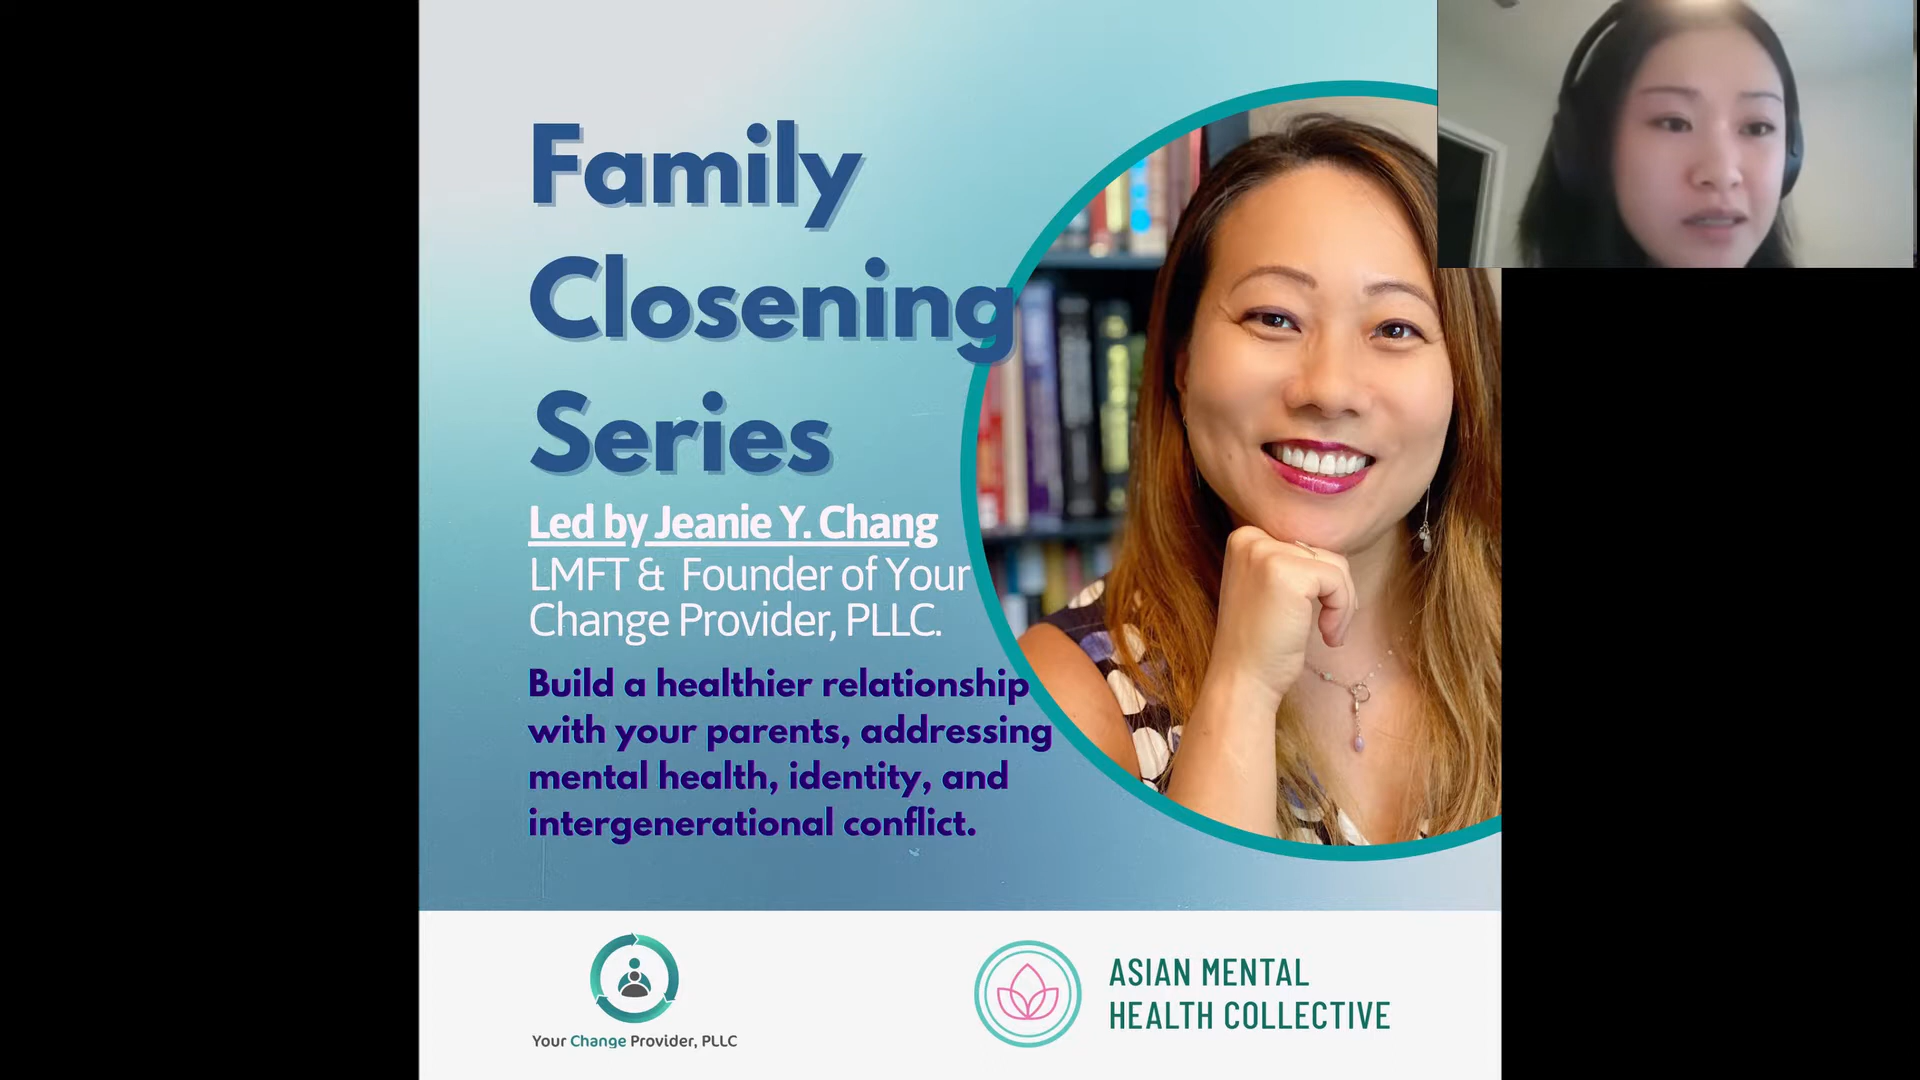 Family
Closening
Series
Led by Jeanie Y. Chang
LMFT & Founder of Your
Change Provider, PLLC.
Build a healthier relationship
with your parents, addressing
mental health, identity, and
intergenerational conflict.
Your Change Provider, PLLC
ASIAN MENTAL
HEALTH COLLECTIVE